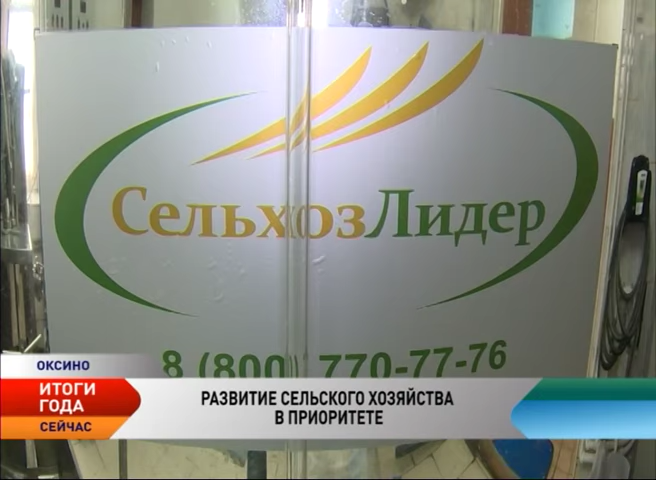 СельхозЛидер
8 (800) 770-77-76
ОКСИНО
ИТОГИ
ГОДА
СЕЙЧАС
РАЗВИТИЕ СЕЛЬСКОГО ХОЗЯЙСТВА
В ПРИОРИТЕТЕ